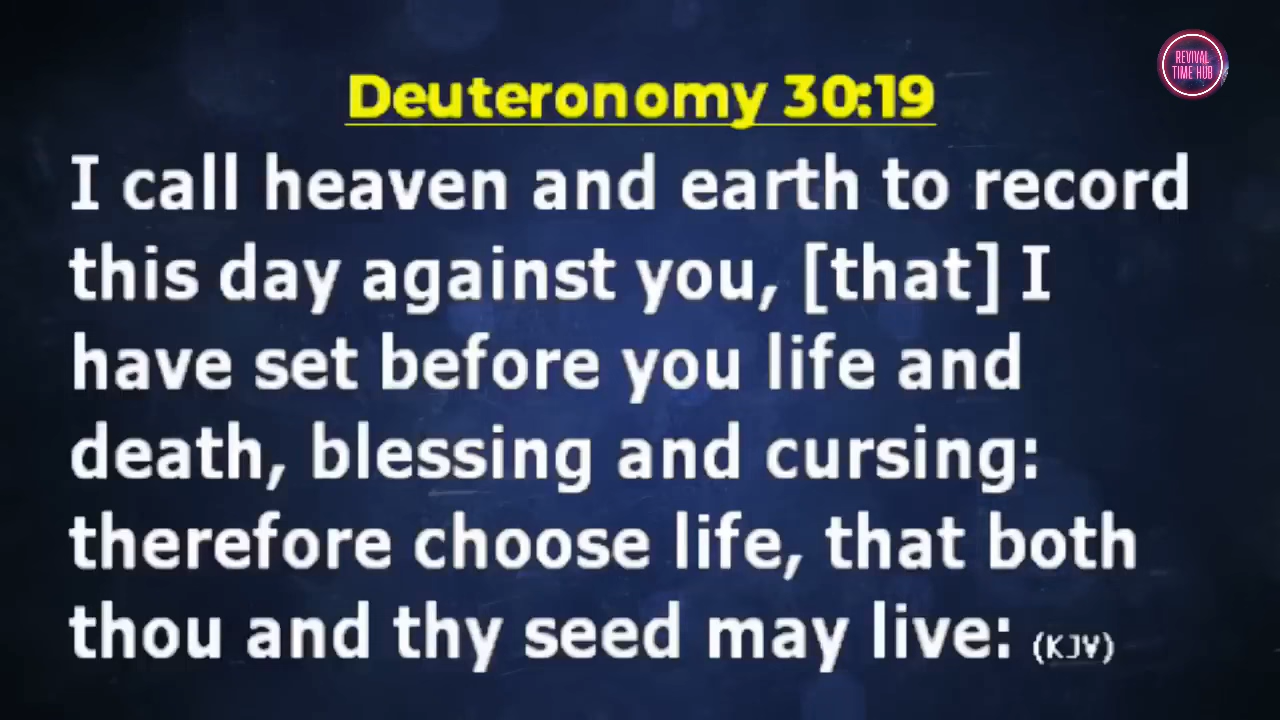 REVIVAL
TIME HUB
Deuteronomy 30:19
I call heaven and earth to record
this day against you, [that] I
have set before you life and
death, blessing and cursing:
therefore choose life, that both
thou and thy seed may live: (KJV)